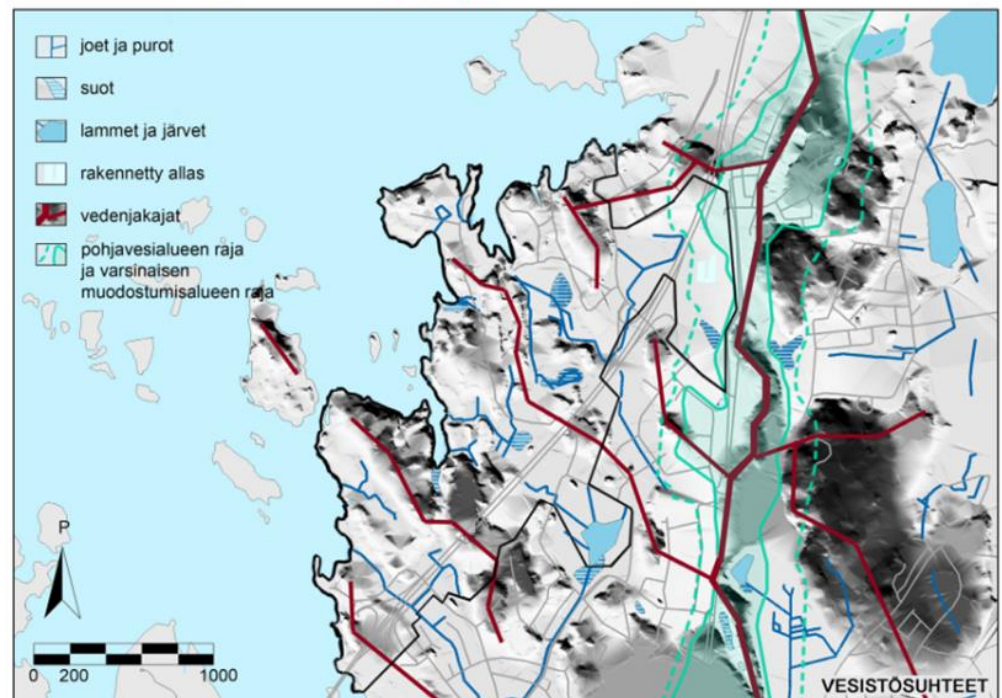 joet ja purot
suot
lammet ja järvet
rakennettu allas
vedenjakajat
pohjavesialueen raja
ja varsinaisen
muodostumisalueen raja
P
0 200 1000
VESISTÖSUHTEET